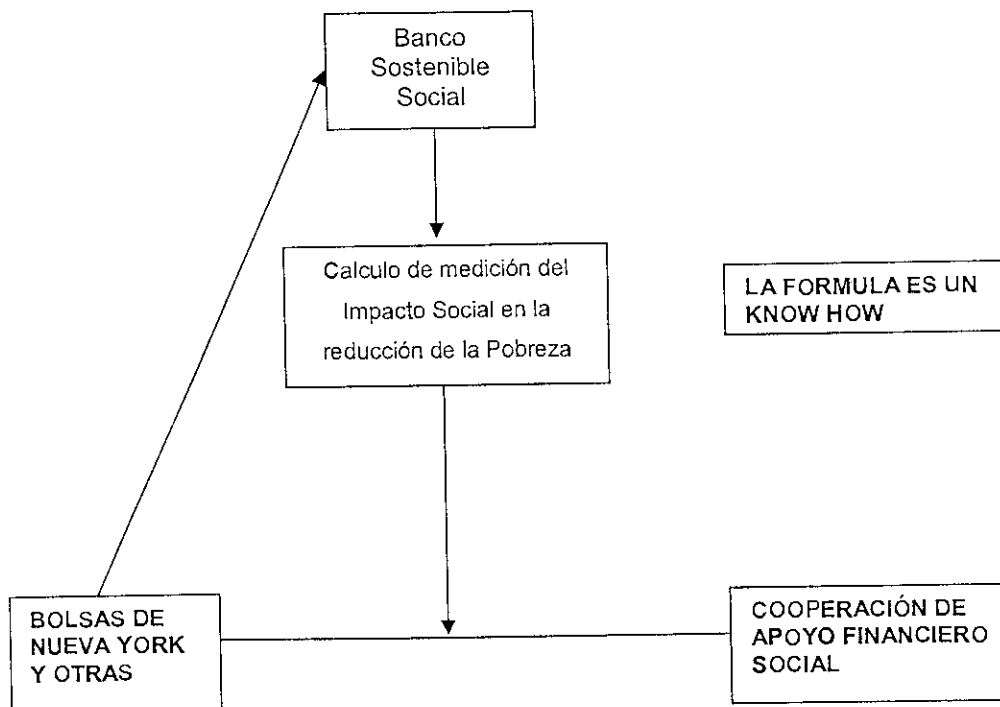 Banco
Sostenible
Social
Calculo de medición del
Impacto Social en la
reducción de la Pobreza
LA FORMULA ES UN
KNOW HOW
BOLSAS DE
NUEVA YORK
Y OTRAS
COOPERACIÓN DE
APOYO FINANCIERO
SOCIAL